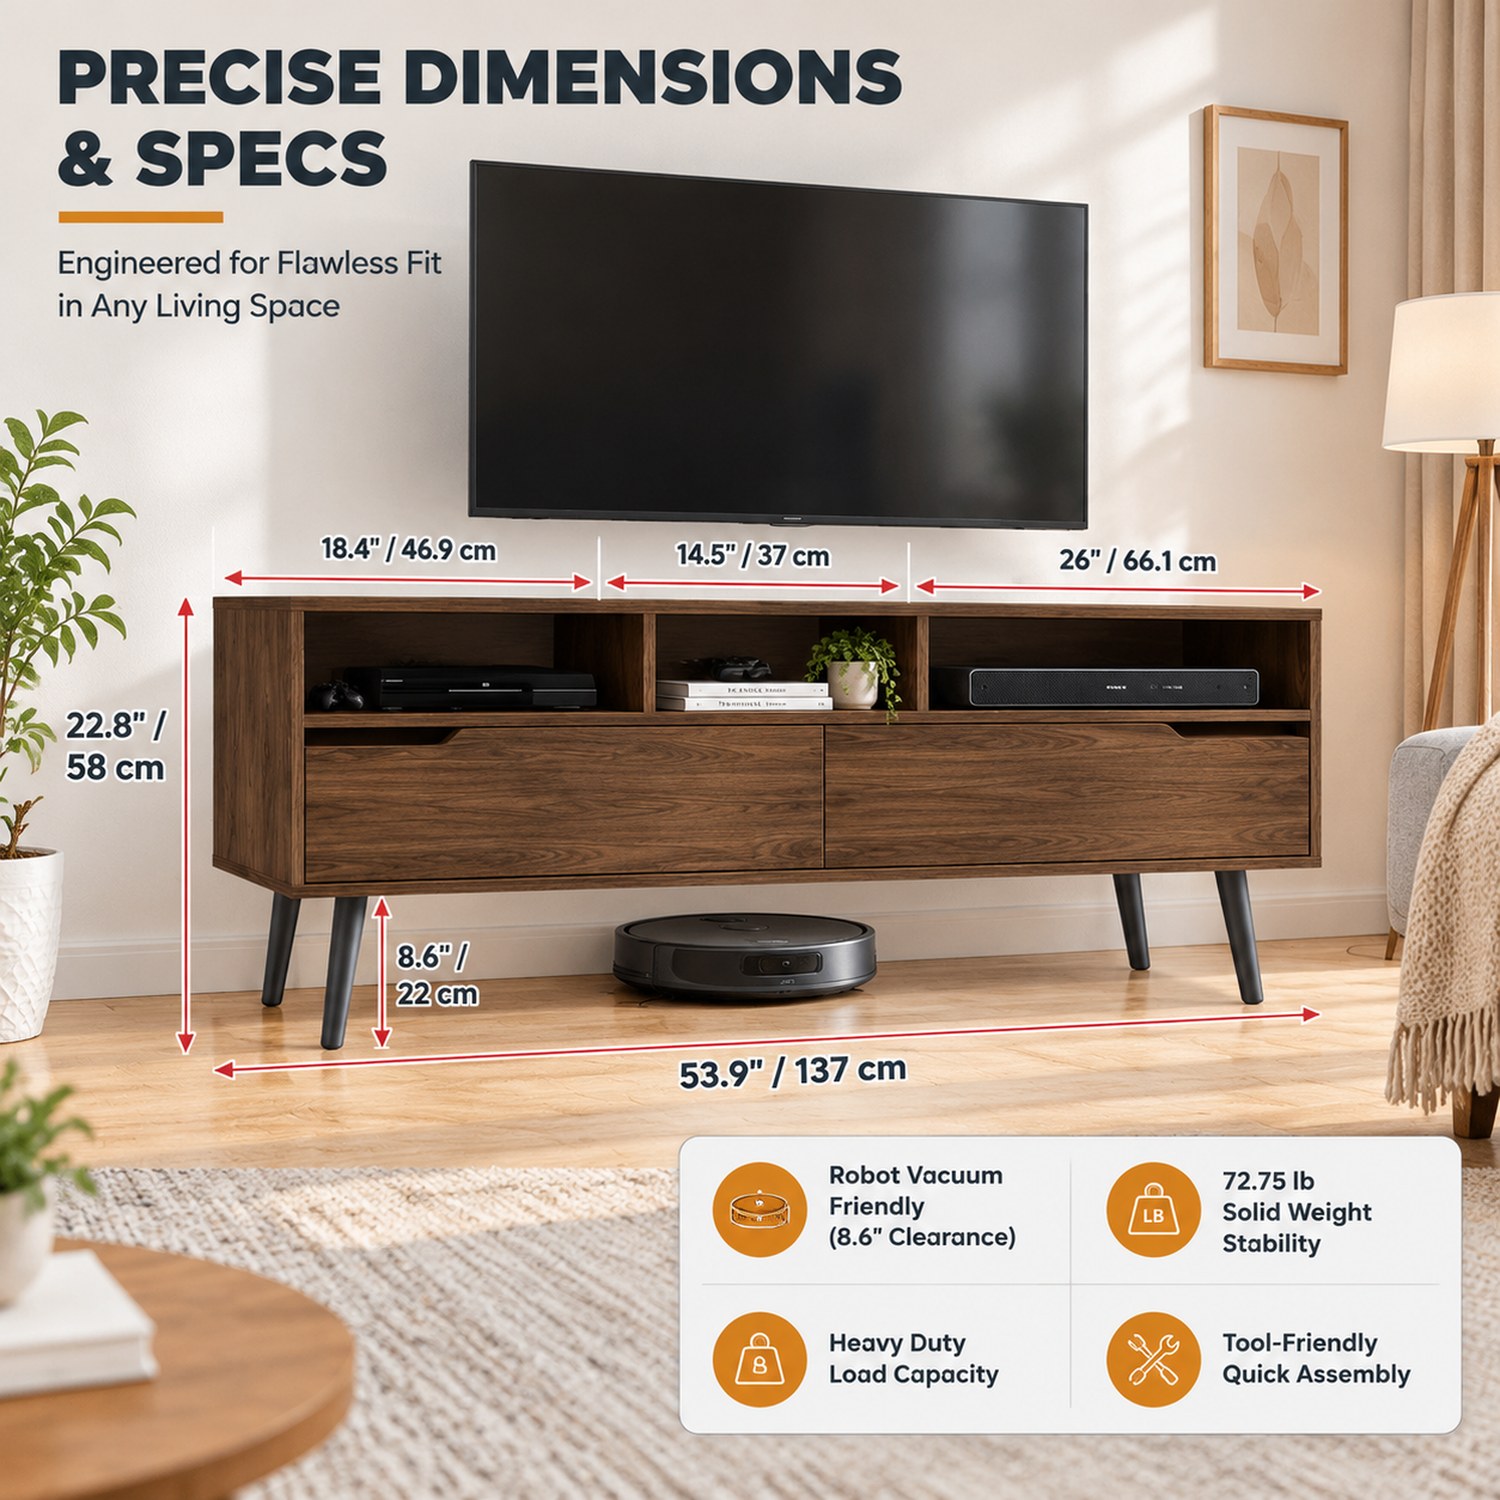 PRECISE DIMENSIONS
& SPECS
Engineered for Flawless Fit
in Any Living Space
18.4" / 46.9 cm
14.5" / 37 cm
26" / 66.1 cm
22.8" /
58 cm
8.6" /
22 cm
53.9" / 137 cm
Robot Vacuum
Friendly
(8.6" Clearance)
LB
72.75 lb
Solid Weight
Stability
8
Heavy Duty
Load Capacity
Tool-Friendly
Quick Assembly